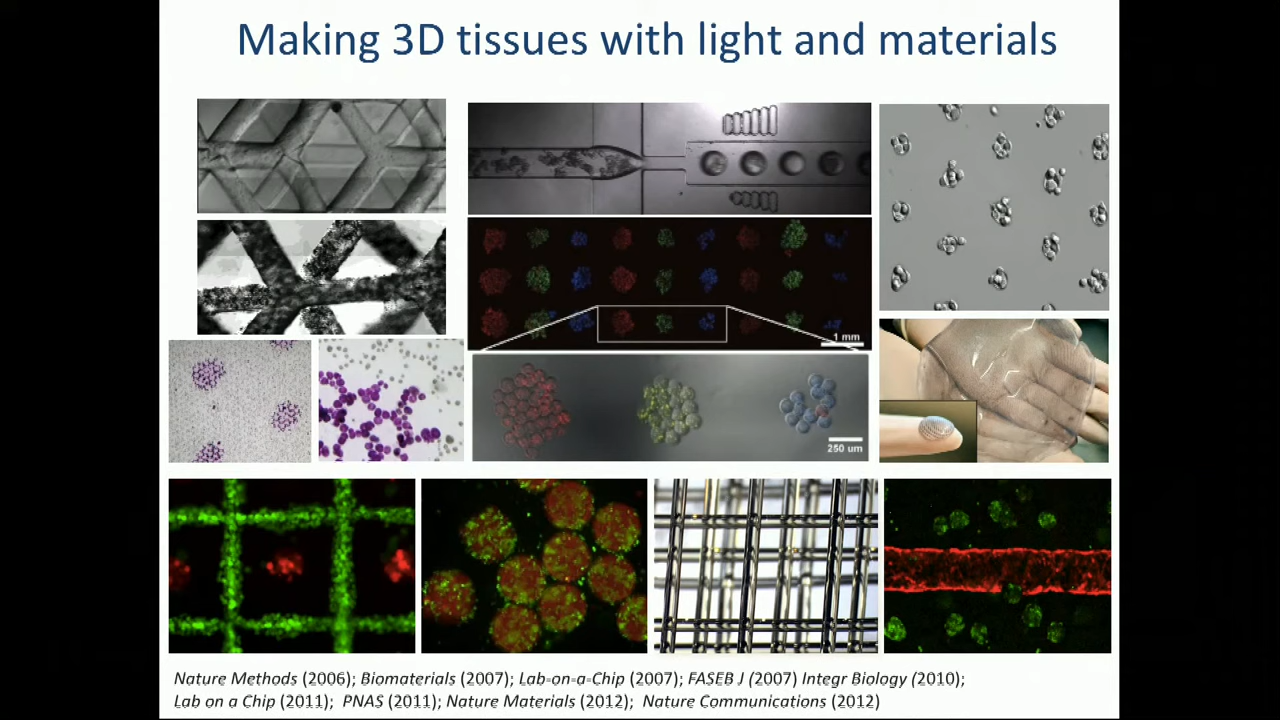 Making 3D tissues with light and materials
1 mm
250 um
Nature Methods (2006); Biomaterials (2007); Lab-on-a-Chip (2007); FASEB J (2007) Integr Biology (2010);
Lab on a Chip (2011); PNAS (2011); Nature Materials (2012); Nature Communications (2012)